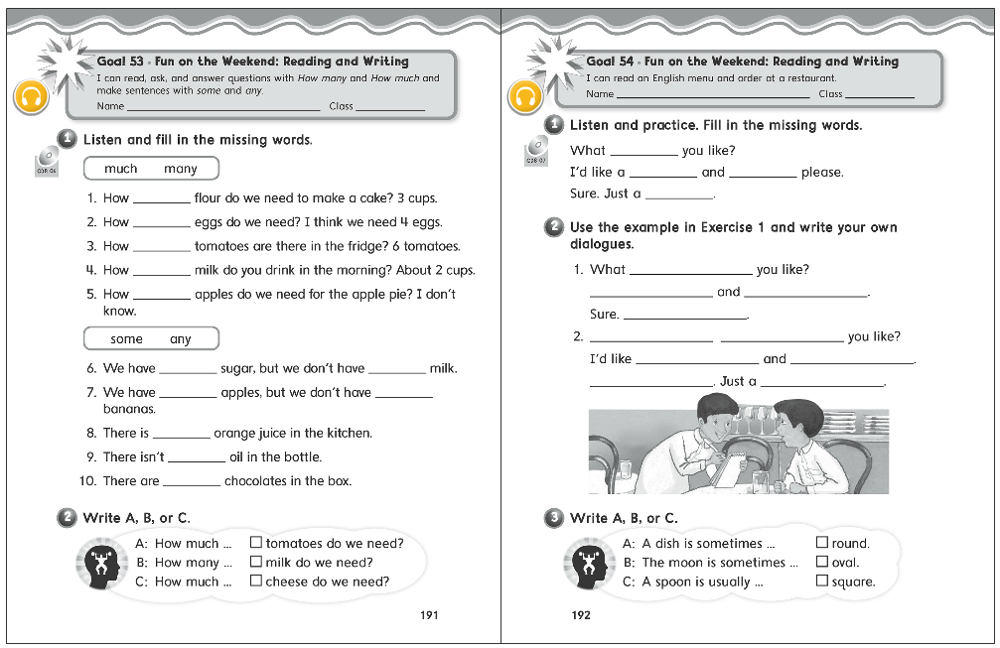 Goal 53 • Fun on the Weekend: Reading and Writing
I can read, ask, and answer questions with How many and How much and
make sentences with some and any.
Name ____________ Class ____________
1 Listen and fill in the missing words.
CDB 06
much many
1. How ________ flour do we need to make a cake? 3 cups.
2. How ________ eggs do we need? I think we need 4 eggs.
3. How ________ tomatoes are there in the fridge? 6 tomatoes.
4. How ________ milk do you drink in the morning? About 2 cups.
5. How ________ apples do we need for the apple pie? I don't
know.
some any
6. We have ________ sugar, but we don't have ________ milk.
7. We have ________ apples, but we don't have ________
bananas.
8. There is ________ orange juice in the kitchen.
9. There isn't ________ oil in the bottle.
10. There are ________ chocolates in the box.
2 Write A, B, or C.
A: How much ... □ tomatoes do we need?
B: How many ... □ milk do we need?
C: How much ... □ cheese do we need?
191
Goal 54 • Fun on the Weekend: Reading and Writing
I can read an English menu and order at a restaurant.
Name ____________ Class ____________
1 Listen and practice. Fill in the missing words.
CDB 07
What ________ you like?
I'd like a ________ and ________ please.
Sure. Just a ________.
2 Use the example in Exercise 1 and write your own
dialogues.
1. What ________ you like?
________ and ________.
Sure. ________.
2. ________ ________ you like?
I'd like ________ and ________.
________. Just a ________.
3 Write A, B, or C.
A: A dish is sometimes ... □ round.
B: The moon is sometimes ... □ oval.
C: A spoon is usually ... □ square.
192